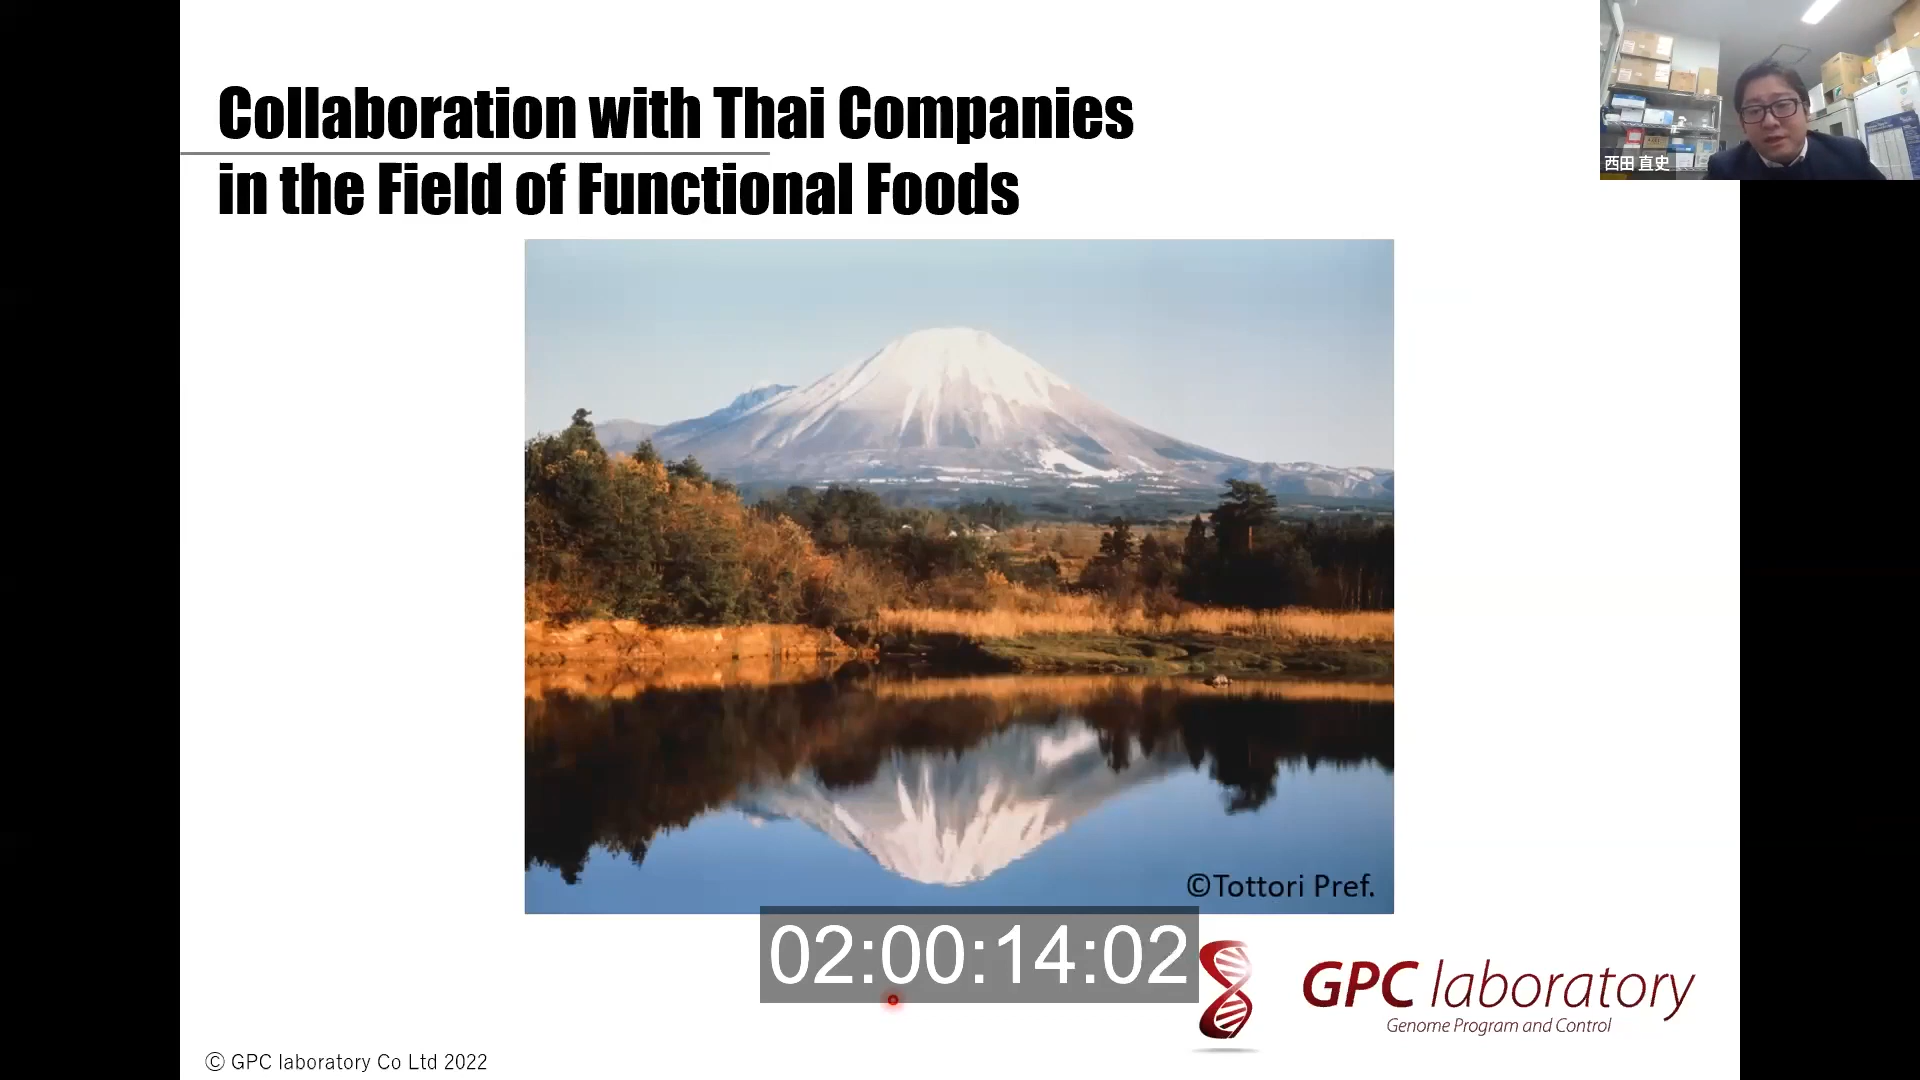 Collaboration with Thai Companies
in the Field of Functional Foods
西田 直史
©Tottori Pref.
02:00:14:02
GPC laboratory
Genome Program and Control
© GPC laboratory Co Ltd 2022